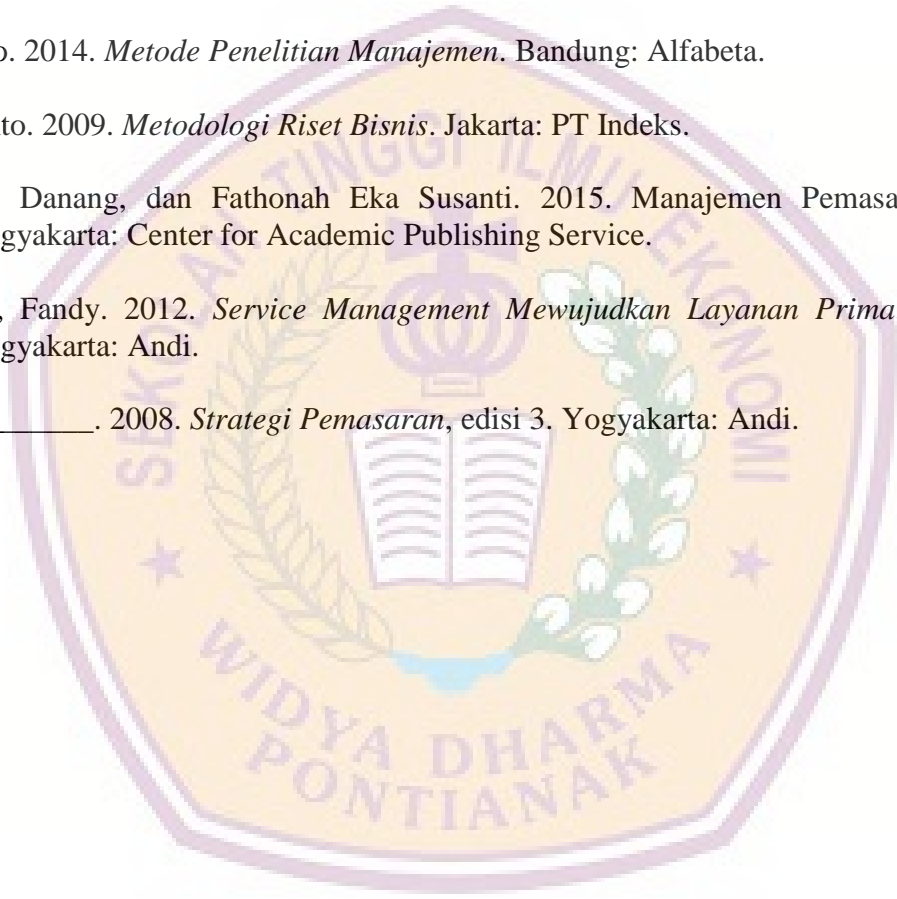 o. 2014. Metode Penelitian Manajemen. Bandung: Alfabeta.
to. 2009. Metodologi Riset Bisnis. Jakarta: PT Indeks.
Danang, dan Fathonah Eka Susanti. 2015. Manajemen Pemasa
gyakarta: Center for Academic Publishing Service.
, Fandy. 2012. Service Management Mewujudkan Layanan Prima
gyakarta: Andi.
_______. 2008. Strategi Pemasaran, edisi 3. Yogyakarta: Andi.
SEKOLAH TINGGI ILMU EKONOMI
WIDYA DHARMA
PONTIANAK